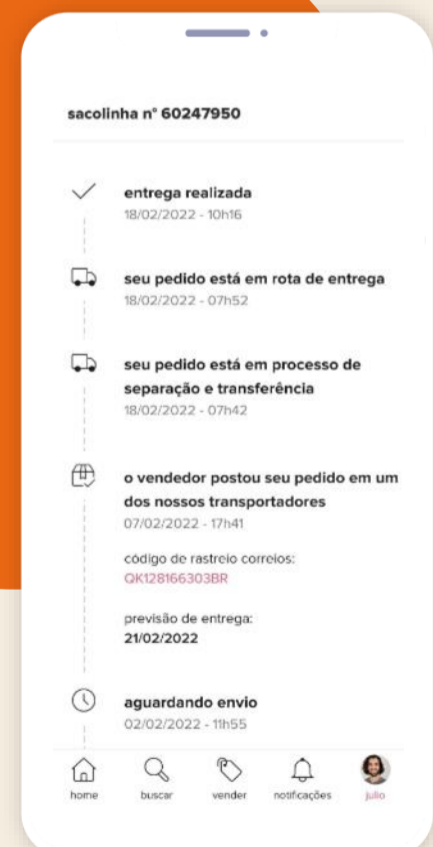 sacolinha n° 60247950
entrega realizada
18/02/2022 - 10h16
seu pedido está em rota de entrega
18/02/2022 - 07h52
seu pedido está em processo de
separação e transferência
18/02/2022 - 07h42
o vendedor postou seu pedido em um
dos nossos transportadores
07/02/2022 - 17h41
código de rastreio correios:
QK128166303BR
previsão de entrega:
21/02/2022
aguardando envio
02/02/2022 - 11h55
home buscar vender notificações julio